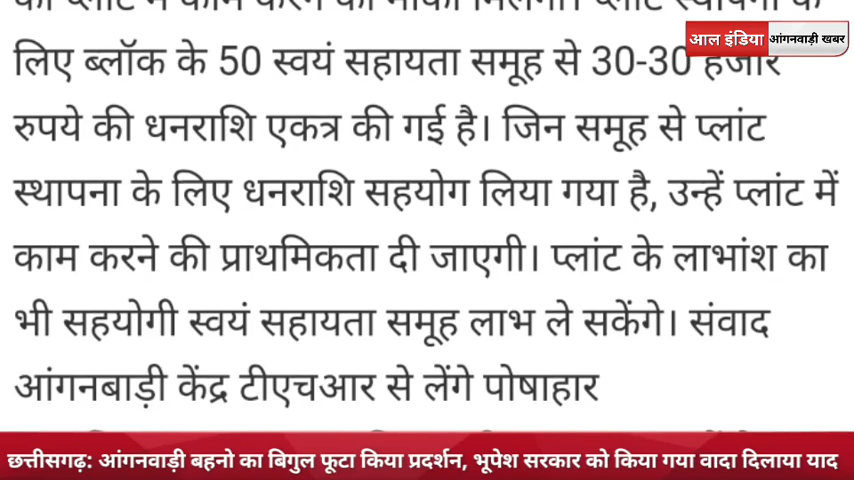 आल इंडिया आंगनवाड़ी खबर
लिए ब्लॉक के 50 स्वयं सहायता समूह से 30-30 हजार
रुपये की धनराशि एकत्र की गई है। जिन समूह से प्लांट
स्थापना के लिए धनराशि सहयोग लिया गया है, उन्हें प्लांट में
काम करने की प्राथमिकता दी जाएगी। प्लांट के लाभांश का
भी सहयोगी स्वयं सहायता समूह लाभ ले सकेंगे। संवाद
आंगनबाड़ी केंद्र टीएचआर से लेंगे पोषाहार
छत्तीसगढ़: आंगनवाड़ी बहनो का बिगुल फूटा किया प्रदर्शन, भूपेश सरकार को किया गया वादा दिलाया याद